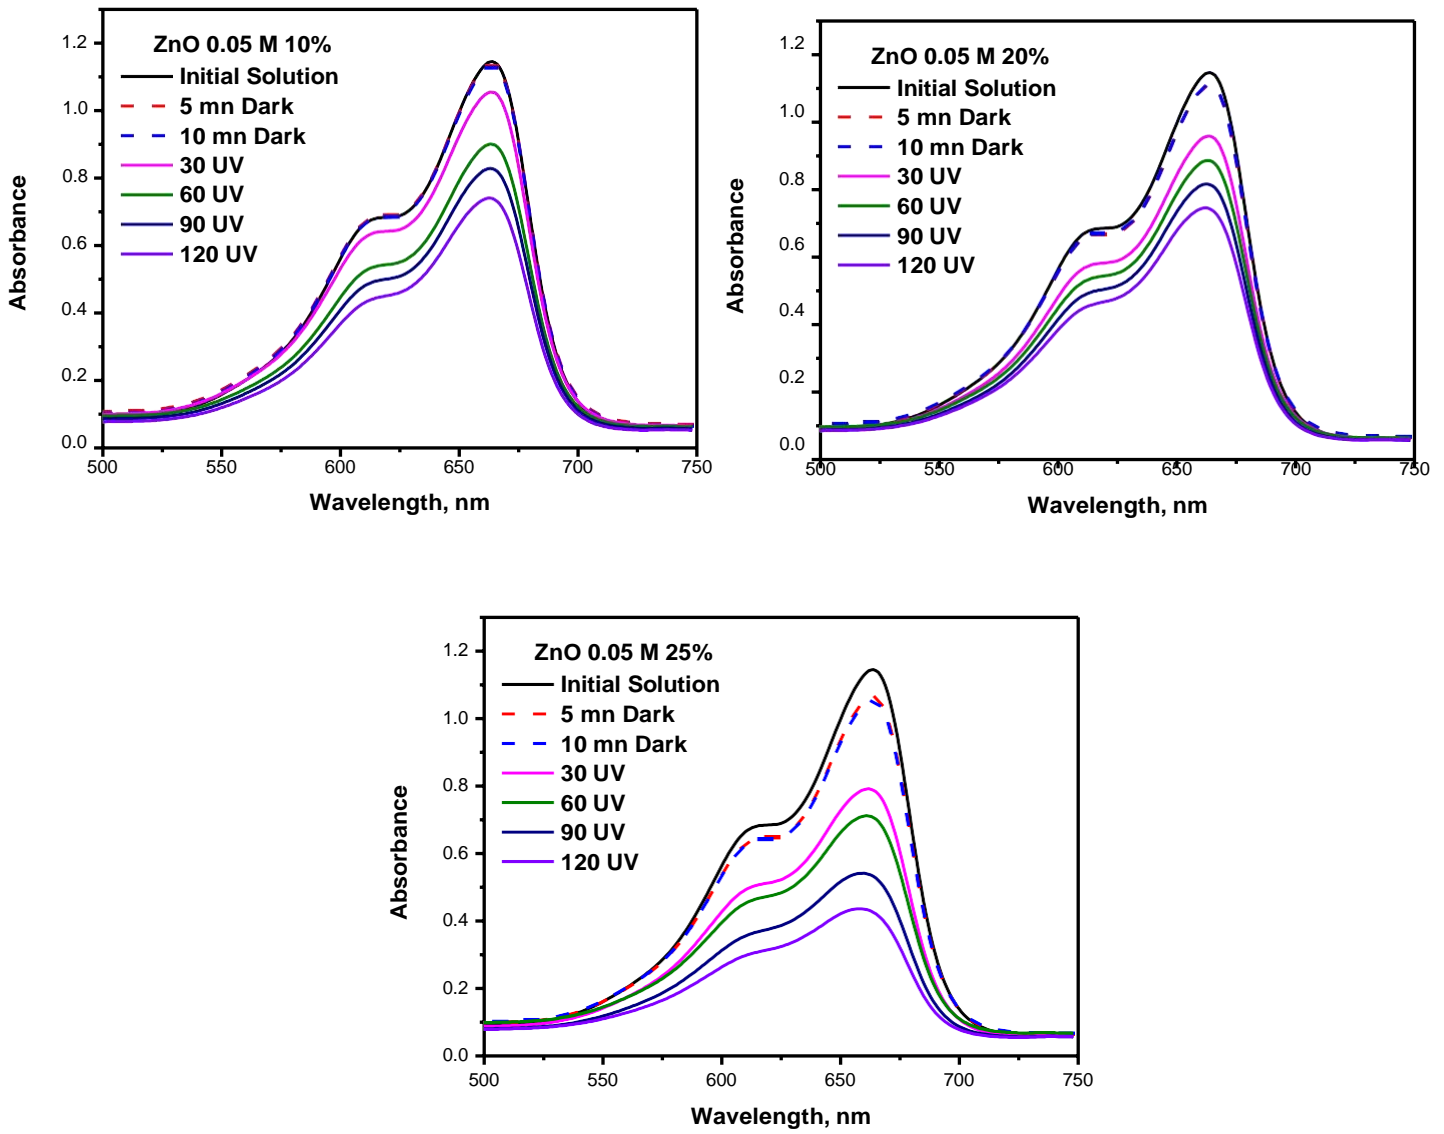 ZnO 0.05 M 10%
Initial Solution
5 mn Dark
10 mn Dark
30 UV
60 UV
90 UV
120 UV
1.2
1.0
0.8
0.6
0.4
0.2
0.0
Absorbance
500 550 600 650 700 750
Wavelength, nm
ZnO 0.05 M 20%
Initial Solution
5 mn Dark
10 mn Dark
30 UV
60 UV
90 UV
120 UV
1.2
1.0
0.8
0.6
0.4
0.2
0.0
Absorbance
500 550 600 650 700 750
Wavelength, nm
ZnO 0.05 M 25%
Initial Solution
5 mn Dark
10 mn Dark
30 UV
60 UV
90 UV
120 UV
1.2
1.0
0.8
0.6
0.4
0.2
0.0
Absorbance
500 550 600 650 700 750
Wavelength, nm